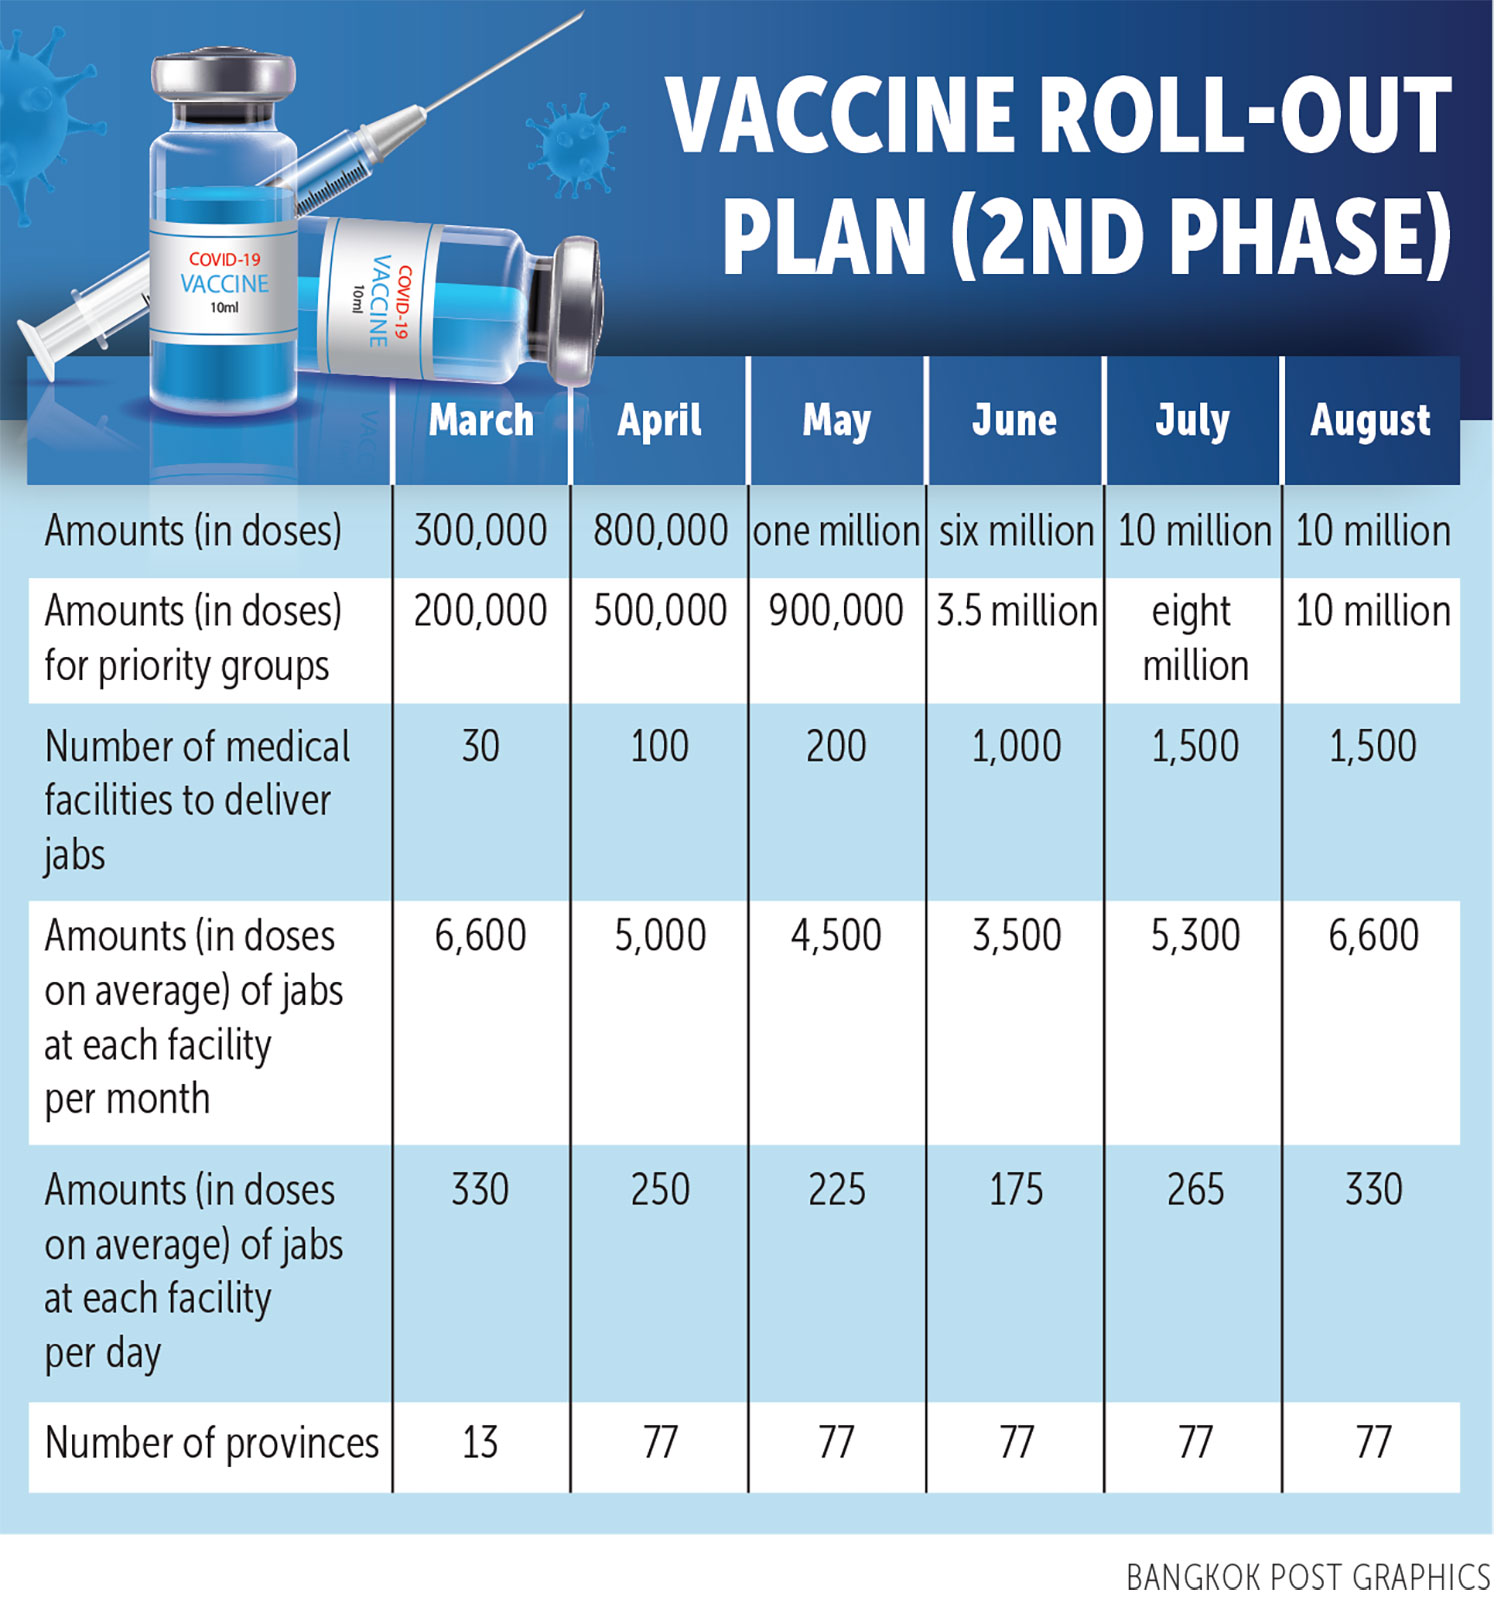 VACCINE ROLL-OUT
PLAN (2ND PHASE)
COVID-19
VACCINE
10ml
COVID-19
VACCINE
10ml
March April May June July August
Amounts (in doses) 300,000 800,000 one million six million 10 million 10 million
Amounts (in doses) 200,000 500,000 900,000 3.5 million eight 10 million
for priority groups million
Number of medical 30 100 200 1,000 1,500 1,500
facilities to deliver
jabs
Amounts (in doses 6,600 5,000 4,500 3,500 5,300 6,600
on average) of jabs
at each facility
per month
Amounts (in doses 330 250 225 175 265 330
on average) of jabs
at each facility
per day
Number of provinces 13 77 77 77 77 77
BANGKOK POST GRAPHICS